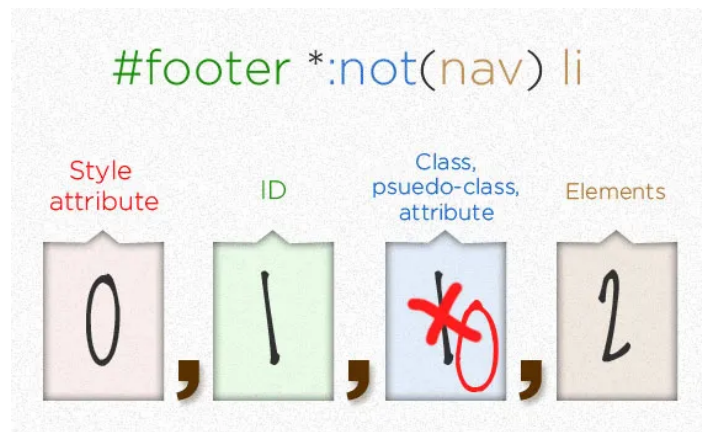 #footer *:not(nav) li
Style
attribute
ID
Class,
psuedo-class,
attribute
Elements
0 , 1 , 1 0 , 2